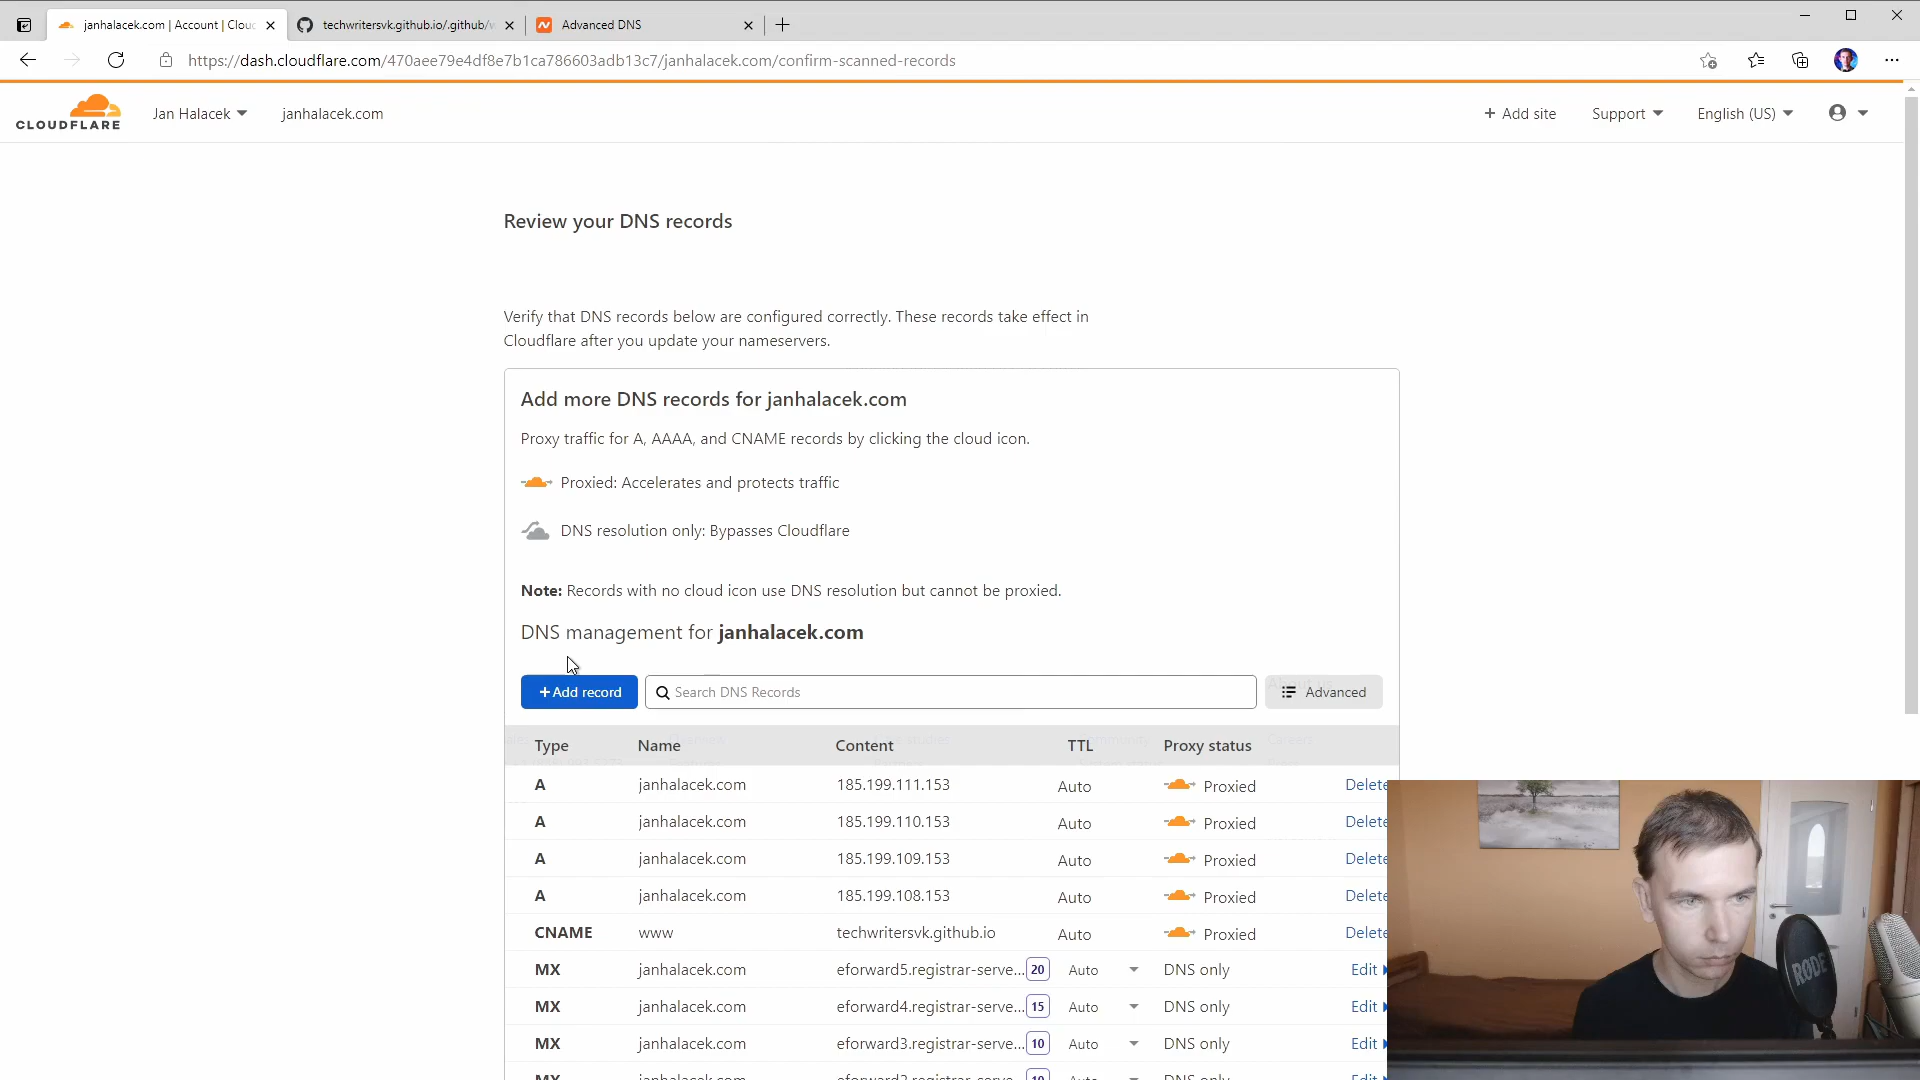 janhalacek.com | Account | Clouc
techwritersvk.github.io/.github/w
Advanced DNS
https://dash.cloudflare.com/470aee79e4df8e7b1ca786603adb13c7/janhalacek.com/confirm-scanned-records
CLOUDFLARE
Jan Halacek
janhalacek.com
+ Add site
Support
English (US)
Review your DNS records
Verify that DNS records below are configured correctly. These records take effect in
Cloudflare after you update your nameservers.
Add more DNS records for janhalacek.com
Proxy traffic for A, AAAA, and CNAME records by clicking the cloud icon.
Proxied: Accelerates and protects traffic
DNS resolution only: Bypasses Cloudflare
Note: Records with no cloud icon use DNS resolution but cannot be proxied.
DNS management for janhalacek.com
+ Add record
Search DNS Records
Advanced
Type Name Content TTL Proxy status
A janhalacek.com 185.199.111.153 Auto Proxied Delete
A janhalacek.com 185.199.110.153 Auto Proxied Delete
A janhalacek.com 185.199.109.153 Auto Proxied Delete
A janhalacek.com 185.199.108.153 Auto Proxied Delete
CNAME www techwritersvk.github.io Auto Proxied Delete
MX janhalacek.com eforward5.registrar-serve... 20 Auto DNS only Edit
MX janhalacek.com eforward4.registrar-serve... 15 Auto DNS only Edit
MX janhalacek.com eforward3.registrar-serve... 10 Auto DNS only Edit
RØDE